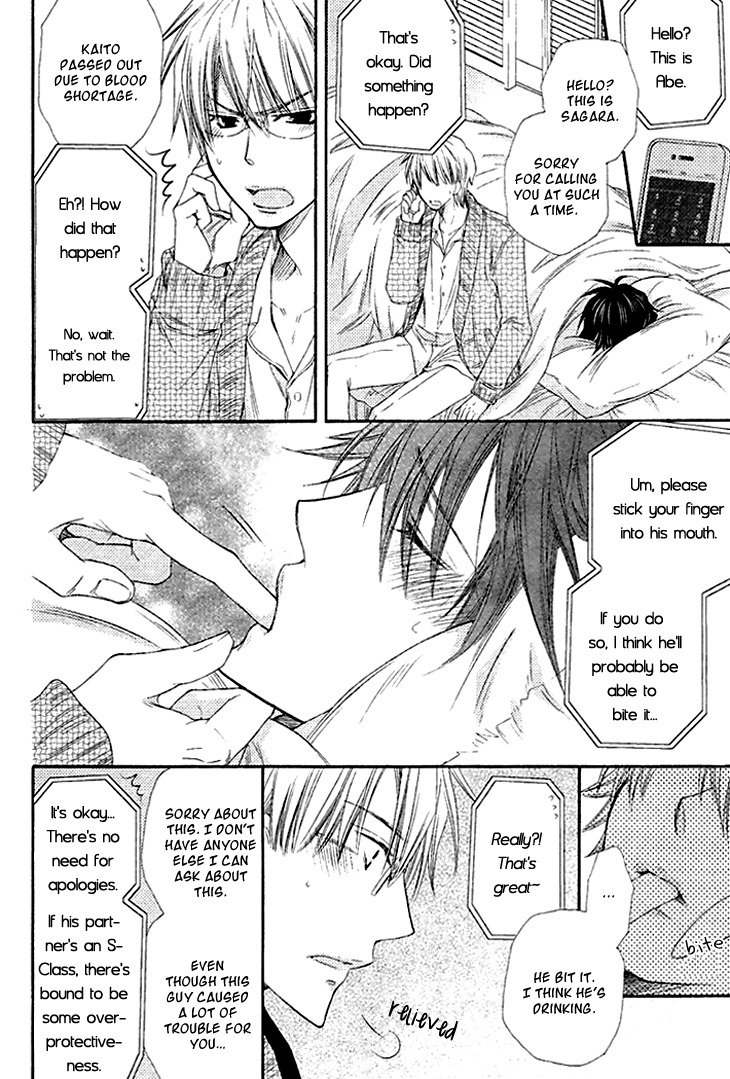 Hello?
This is
Abe.
HELLO?
THIS IS
SAGARA.
SORRY
FOR CALLING
YOU AT SUCH
A TIME.
That's
okay. Did
something
happen?
KAITO
PASSED OUT
DUE TO BLOOD
SHORTAGE.
Eh?! How
did that
happen?
No, wait.
That's not the
problem.
Um, please
stick your finger
into his mouth.
If you do
so, I think he'll
probably be
able to
bite it...
bite
...
HE BIT IT.
I THINK HE'S
DRINKING.
Really?!
That's
great~
relieved
SORRY ABOUT
THIS. I DON'T
HAVE ANYONE
ELSE I CAN
ASK ABOUT
THIS.
EVEN
THOUGH THIS
GUY CAUSED
A LOT OF
TROUBLE FOR
YOU...
It's okay...
There's no
need for
apologies.
If his part-
ner's an S-
Class, there's
bound to be
some over-
protective-
ness.